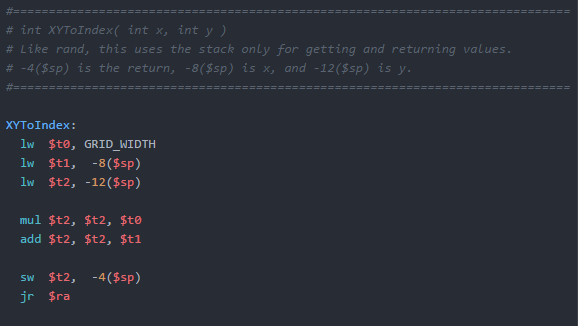 #==============================================================================
# int XYToIndex( int x, int y )
# Like rand, this uses the stack only for getting and returning values.
# -4($sp) is the return, -8($sp) is x, and -12($sp) is y.
#==============================================================================
XYToIndex:
lw $t0, GRID_WIDTH
lw $t1, -8($sp)
lw $t2, -12($sp)
mul $t2, $t2, $t0
add $t2, $t2, $t1
sw $t2, -4($sp)
jr $ra